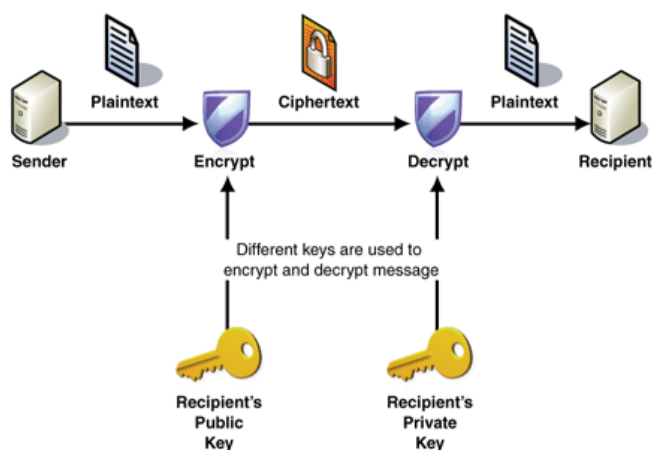 Plaintext
Ciphertext
Plaintext
Sender
Encrypt
Decrypt
Recipient
Different keys are used to
encrypt and decrypt message
Recipient's
Public
Key
Recipient's
Private
Key